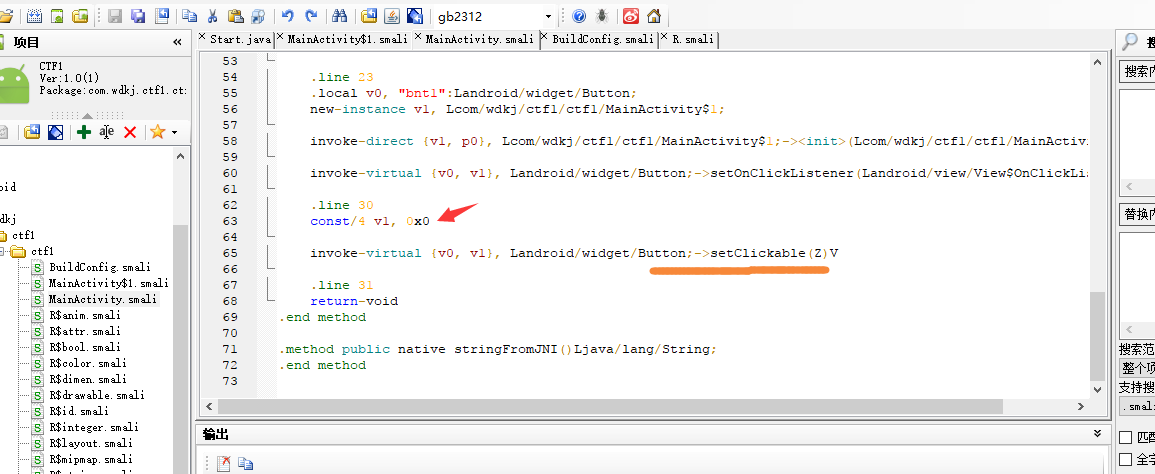 gb2312
项目
«
Start.java
MainActivity$1.smali
MainActivity.smali
BuildConfig.smali
R.smali
CTF1
Ver:1.0(1)
Package:com.wdkj.ctf1.ct:
搜索内
替换内
搜索范
整个项
支持搜
.smali
匹配
全字
oid
dkj
ctf1
ctf1
BuildConfig.smali
MainActivity$1.smali
MainActivity.smali
R$anim.smali
R$attr.smali
R$bool.smali
R$color.smali
R$dimen.smali
R$drawable.smali
R$id.smali
R$integer.smali
R$layout.smali
R$mipmap.smali
53
54 .line 23
55 .local v0, "bnt1":Landroid/widget/Button;
56 new-instance v1, Lcom/wdkj/ctf1/ctf1/MainActivity$1;
57
58 invoke-direct {v1, p0}, Lcom/wdkj/ctf1/ctf1/MainActivity$1;-><init>(Lcom/wdkj/ctf1/ctf1/MainActiv
59
60 invoke-virtual {v0, v1}, Landroid/widget/Button;->setOnClickListener(Landroid/view/View$OnClickLi
61
62 .line 30
63 const/4 v1, 0x0
64
65 invoke-virtual {v0, v1}, Landroid/widget/Button;->setClickable(Z)V
66
67 .line 31
68 return-void
69 .end method
70
71 .method public native stringFromJNI()Ljava/lang/String;
72 .end method
73
输出